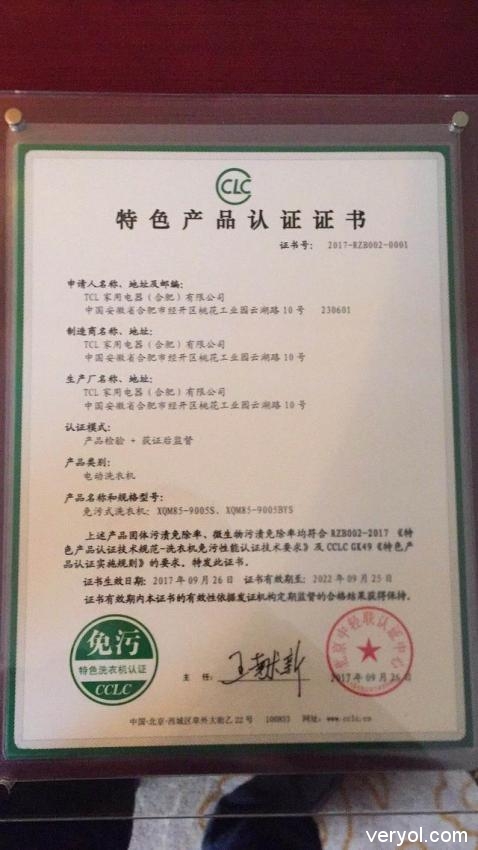 CLC
特色产品认证证书
证书号: 2017-RZB002-0001
申请人名称、地址及邮编:
TCL 家用电器(合肥)有限公司
中国安徽省合肥市经开区桃花工业园云湖路10号 230601
制造商名称、地址:
TCL 家用电器(合肥)有限公司
中国安徽省合肥市经开区桃花工业园云湖路10号
生产厂名称、地址:
TCL 家用电器(合肥)有限公司
中国安徽省合肥市经开区桃花工业园云湖路10号
认证模式:
产品检验 + 获证后监督
产品类别:
电动洗衣机
产品名称和规格型号:
免污式洗衣机: XQM85-9005S、XQM85-9005BYS
上述产品固体污渍免除率、微生物污渍免除率均符合 RZB002-2017 《特
色产品认证技术规范-洗衣机免污性能认证技术要求》及 CCLC GK49《特色产
品认证实施规则》的要求。特发此证书。
证书生效日期: 2017年09月26日 证书有效期至: 2022年09月25日
证书有效期内本证书的有效性依据发证机构定期监督的合格结果获得保持。
免污
特色洗衣机认证
CCLC
主 任:
北京中轻联认证中心
2017年09月26日
中国·北京·西城区阜外大街乙22号 100833 网址: www.cclc.cn
veryol.com